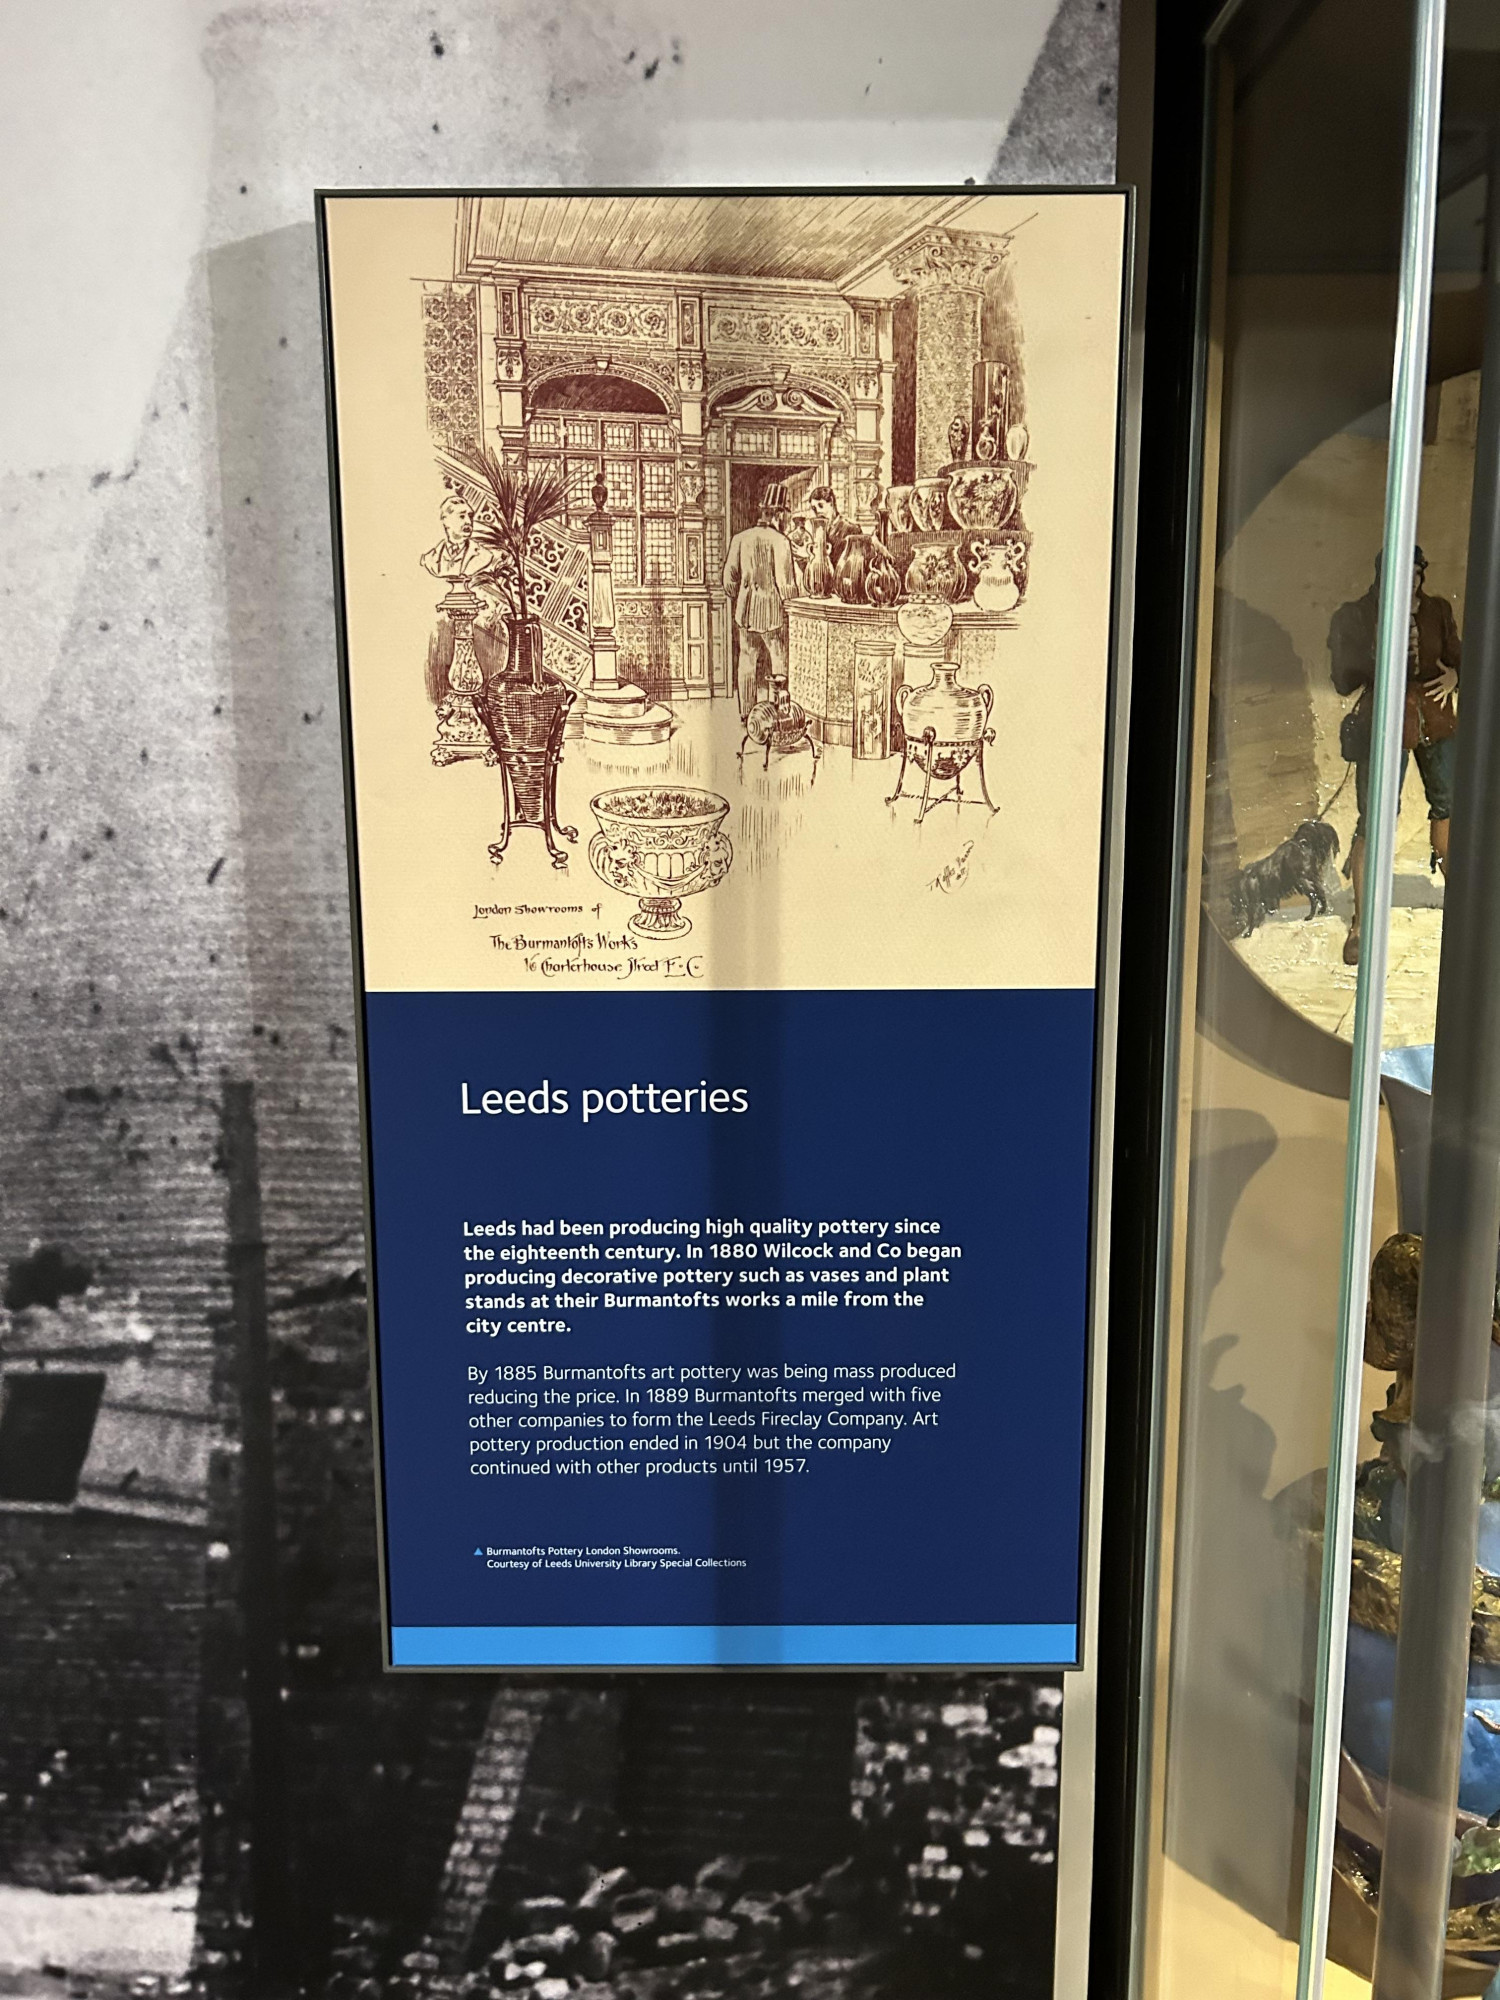 London Showrooms of
The Burmantofts Works
16 Charterhouse Street E.C
Leeds potteries
Leeds had been producing high quality pottery since
the eighteenth century. In 1880 Wilcock and Co began
producing decorative pottery such as vases and plant
stands at their Burmantofts works a mile from the
city centre.
By 1885 Burmantofts art pottery was being mass produced
reducing the price. In 1889 Burmantofts merged with five
other companies to form the Leeds Fireclay Company. Art
pottery production ended in 1904 but the company
continued with other products until 1957.
Burmantofts Pottery London Showrooms.
Courtesy of Leeds University Library Special Collections